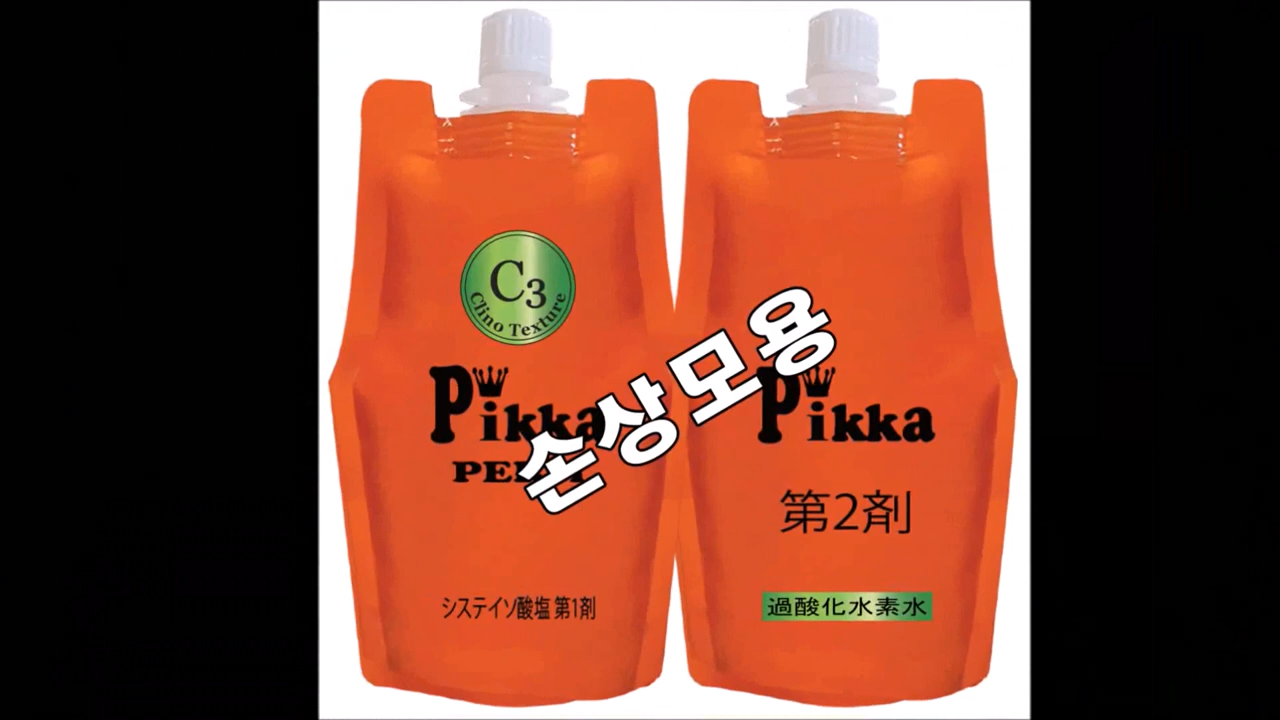 C3
Clino Texture
Pikka
システイソ酸塩 第1剤
손상모용
Pikka
第2剤
過酸化水素水